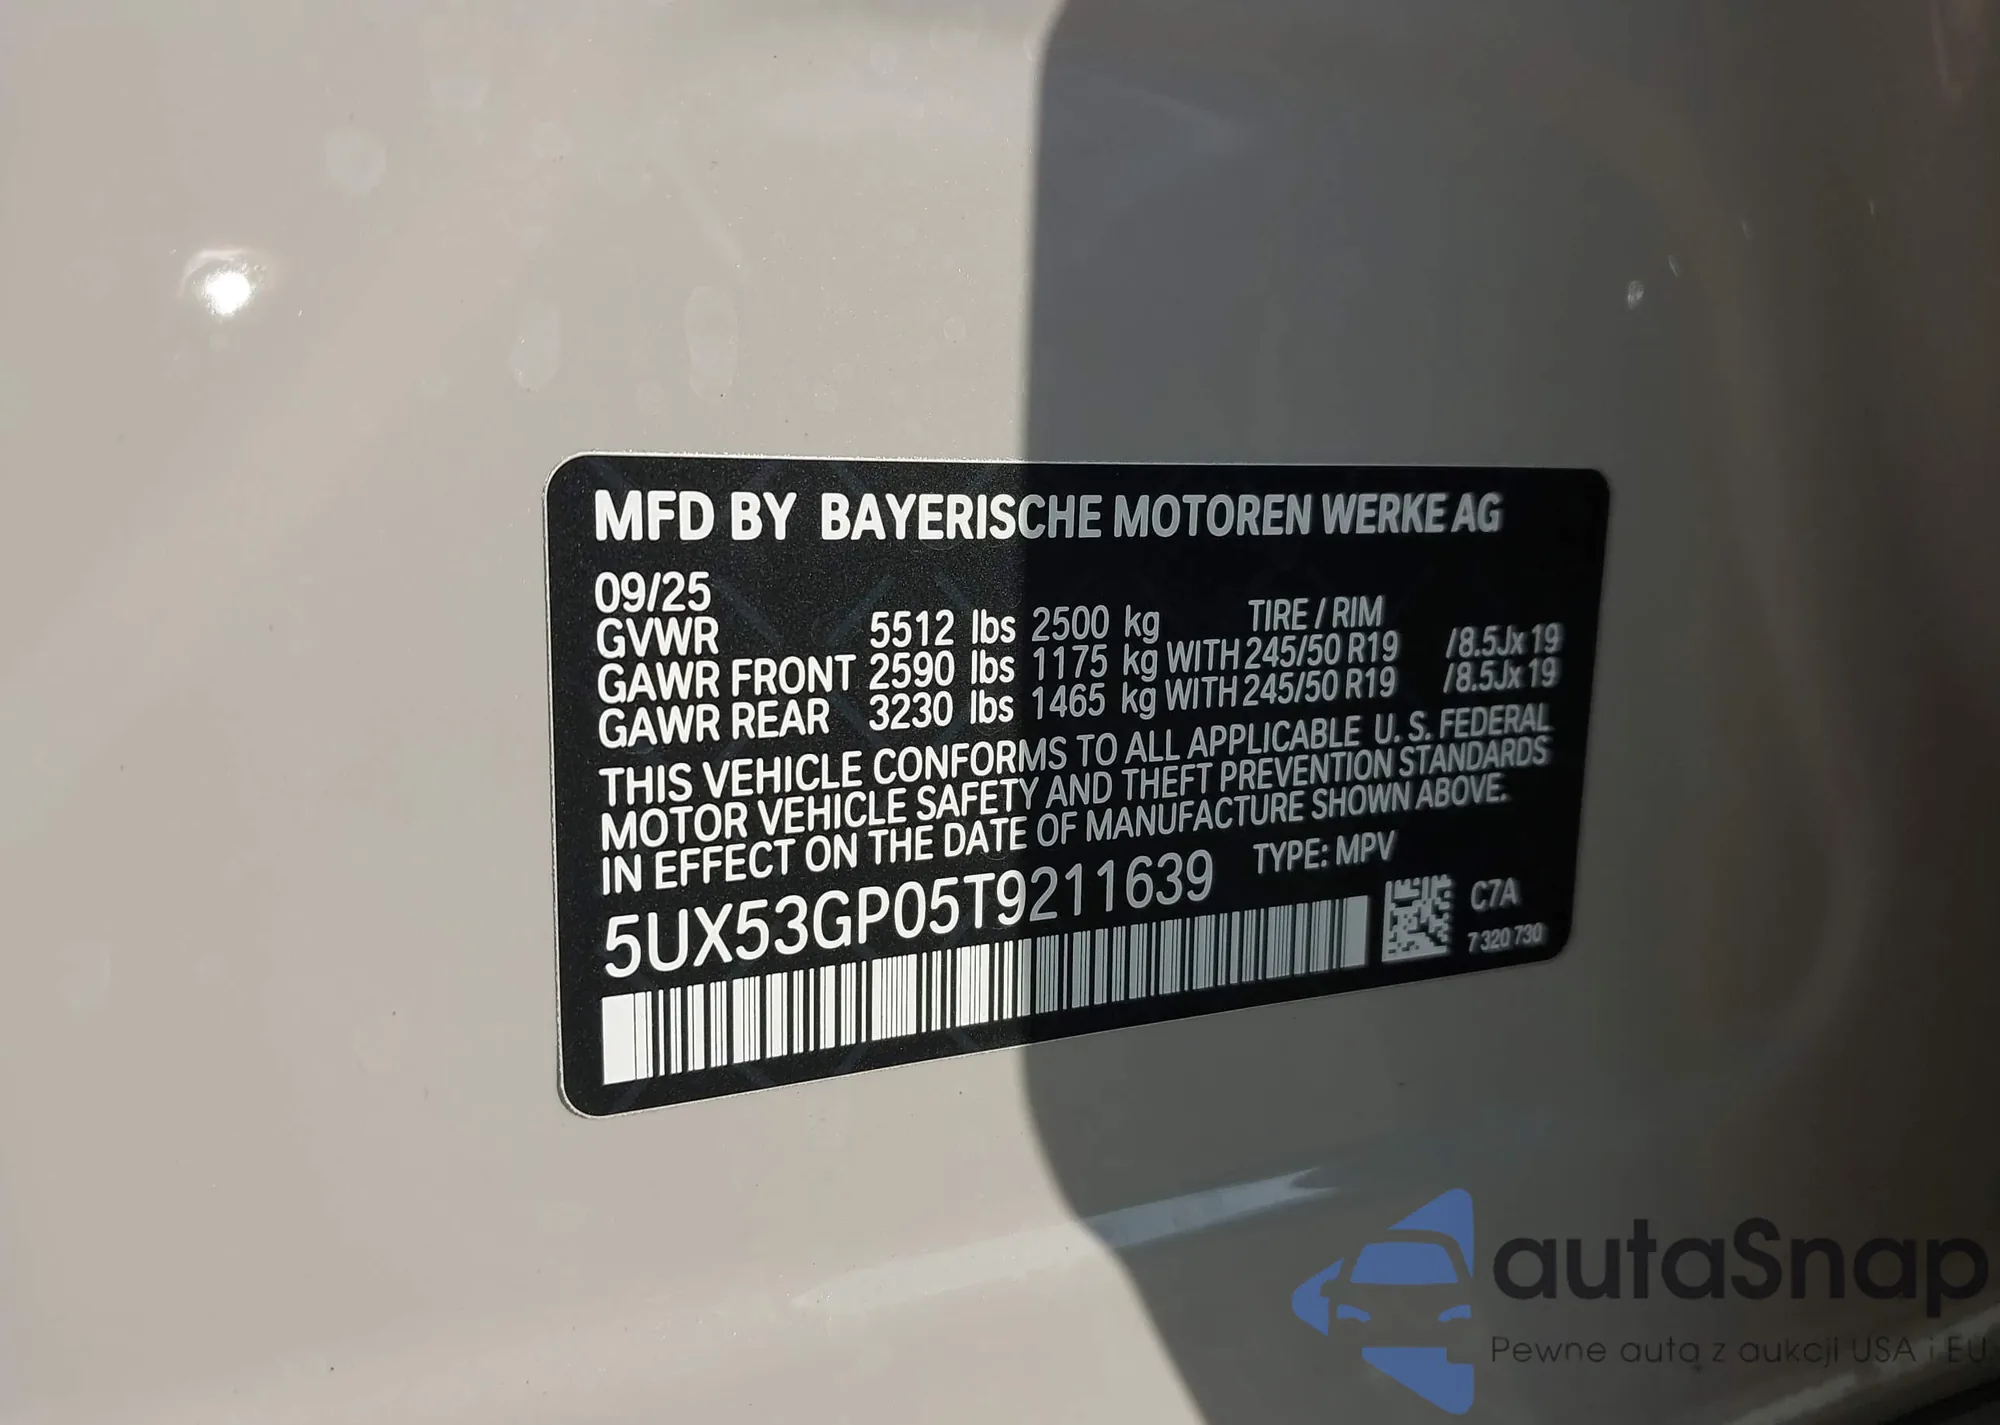 MFD BY BAYERISCHE MOTOREN WERKE AG
09/25
GVWR 5512 lbs 2500 kg TIRE / RIM
GAWR FRONT 2590 lbs 1175 kg WITH 245/50 R19 /8.5Jx19
GAWR REAR 3230 lbs 1465 kg WITH 245/50 R19 /8.5Jx19
THIS VEHICLE CONFORMS TO ALL APPLICABLE U. S. FEDERAL
MOTOR VEHICLE SAFETY AND THEFT PREVENTION STANDARDS
IN EFFECT ON THE DATE OF MANUFACTURE SHOWN ABOVE.
5UX53GP05T9211639 TYPE: MPV
C7A
7 320 730
autaSnap
Pewne auta z aukcji USA i EU